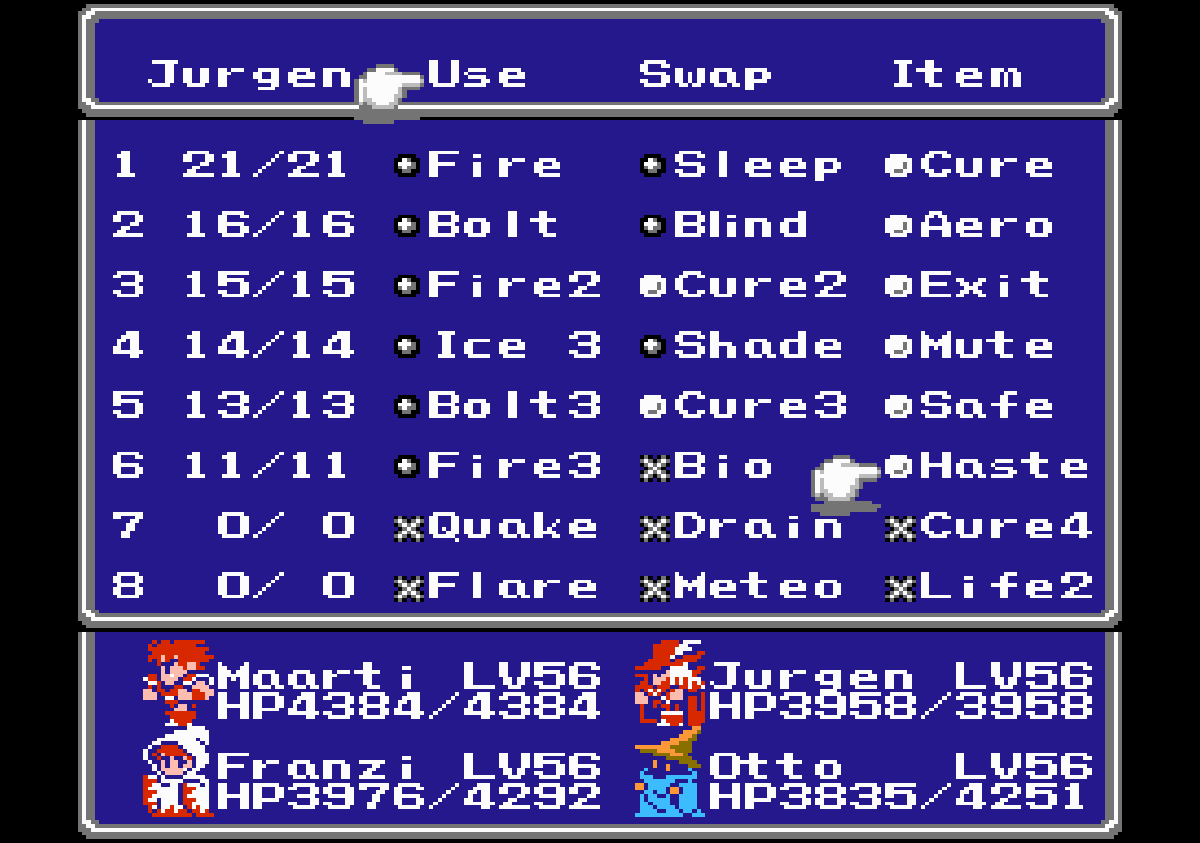 Jurgen Use Swap Item
1 21/21 Fire Sleep Cure
2 16/16 Bolt Blind Aero
3 15/15 Fire2 Cure2 Exit
4 14/14 Ice 3 Shade Mute
5 13/13 Bolt3 Cure3 Safe
6 11/11 Fire3 Bio Haste
7 0/ 0 Quake Drain Cure4
8 0/ 0 Flare Meteo Life2
Maarti LV56 Jurgen LV56
HP4384/4384 HP3958/3958
Franzi LV56 Otto LV56
HP3976/4292 HP3835/4251